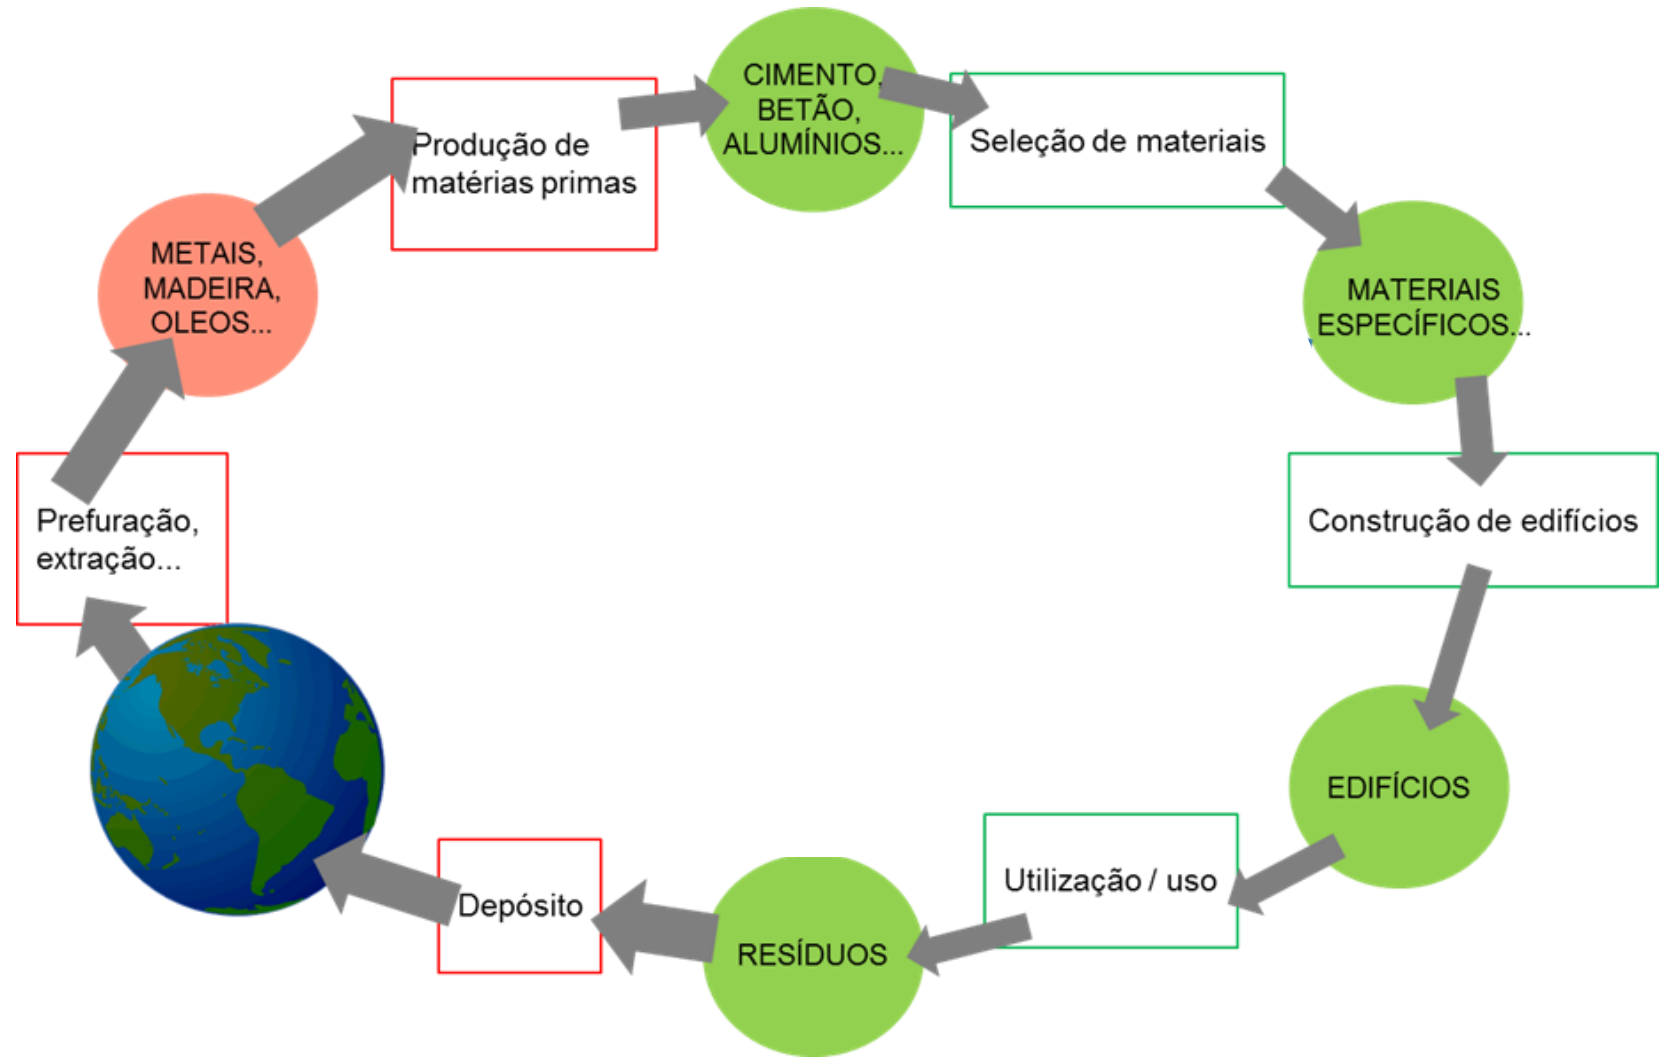 CIMENTO,
BETÃO,
ALUMÍNIOS...
Seleção de materiais
Produção de
matérias primas
METAIS,
MADEIRA,
OLEOS...
MATERIAIS
ESPECÍFICOS...
Prefuração,
extração...
Construção de edifícios
EDIFÍCIOS
Utilização / uso
RESÍDUOS
Depósito